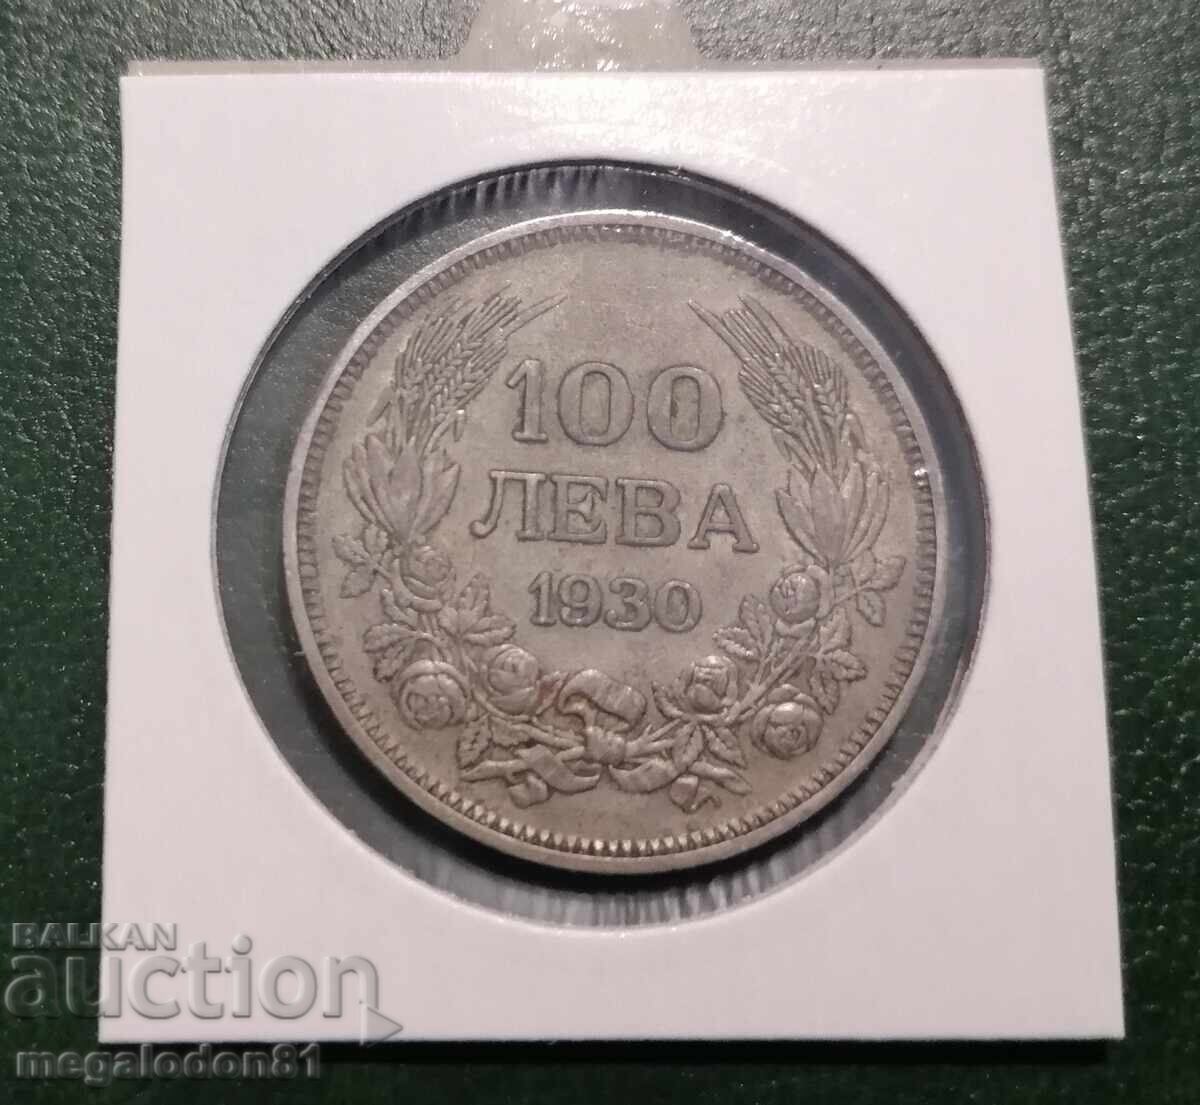 100
ЛЕВА
1930
BALKAN
auction
megalodon81